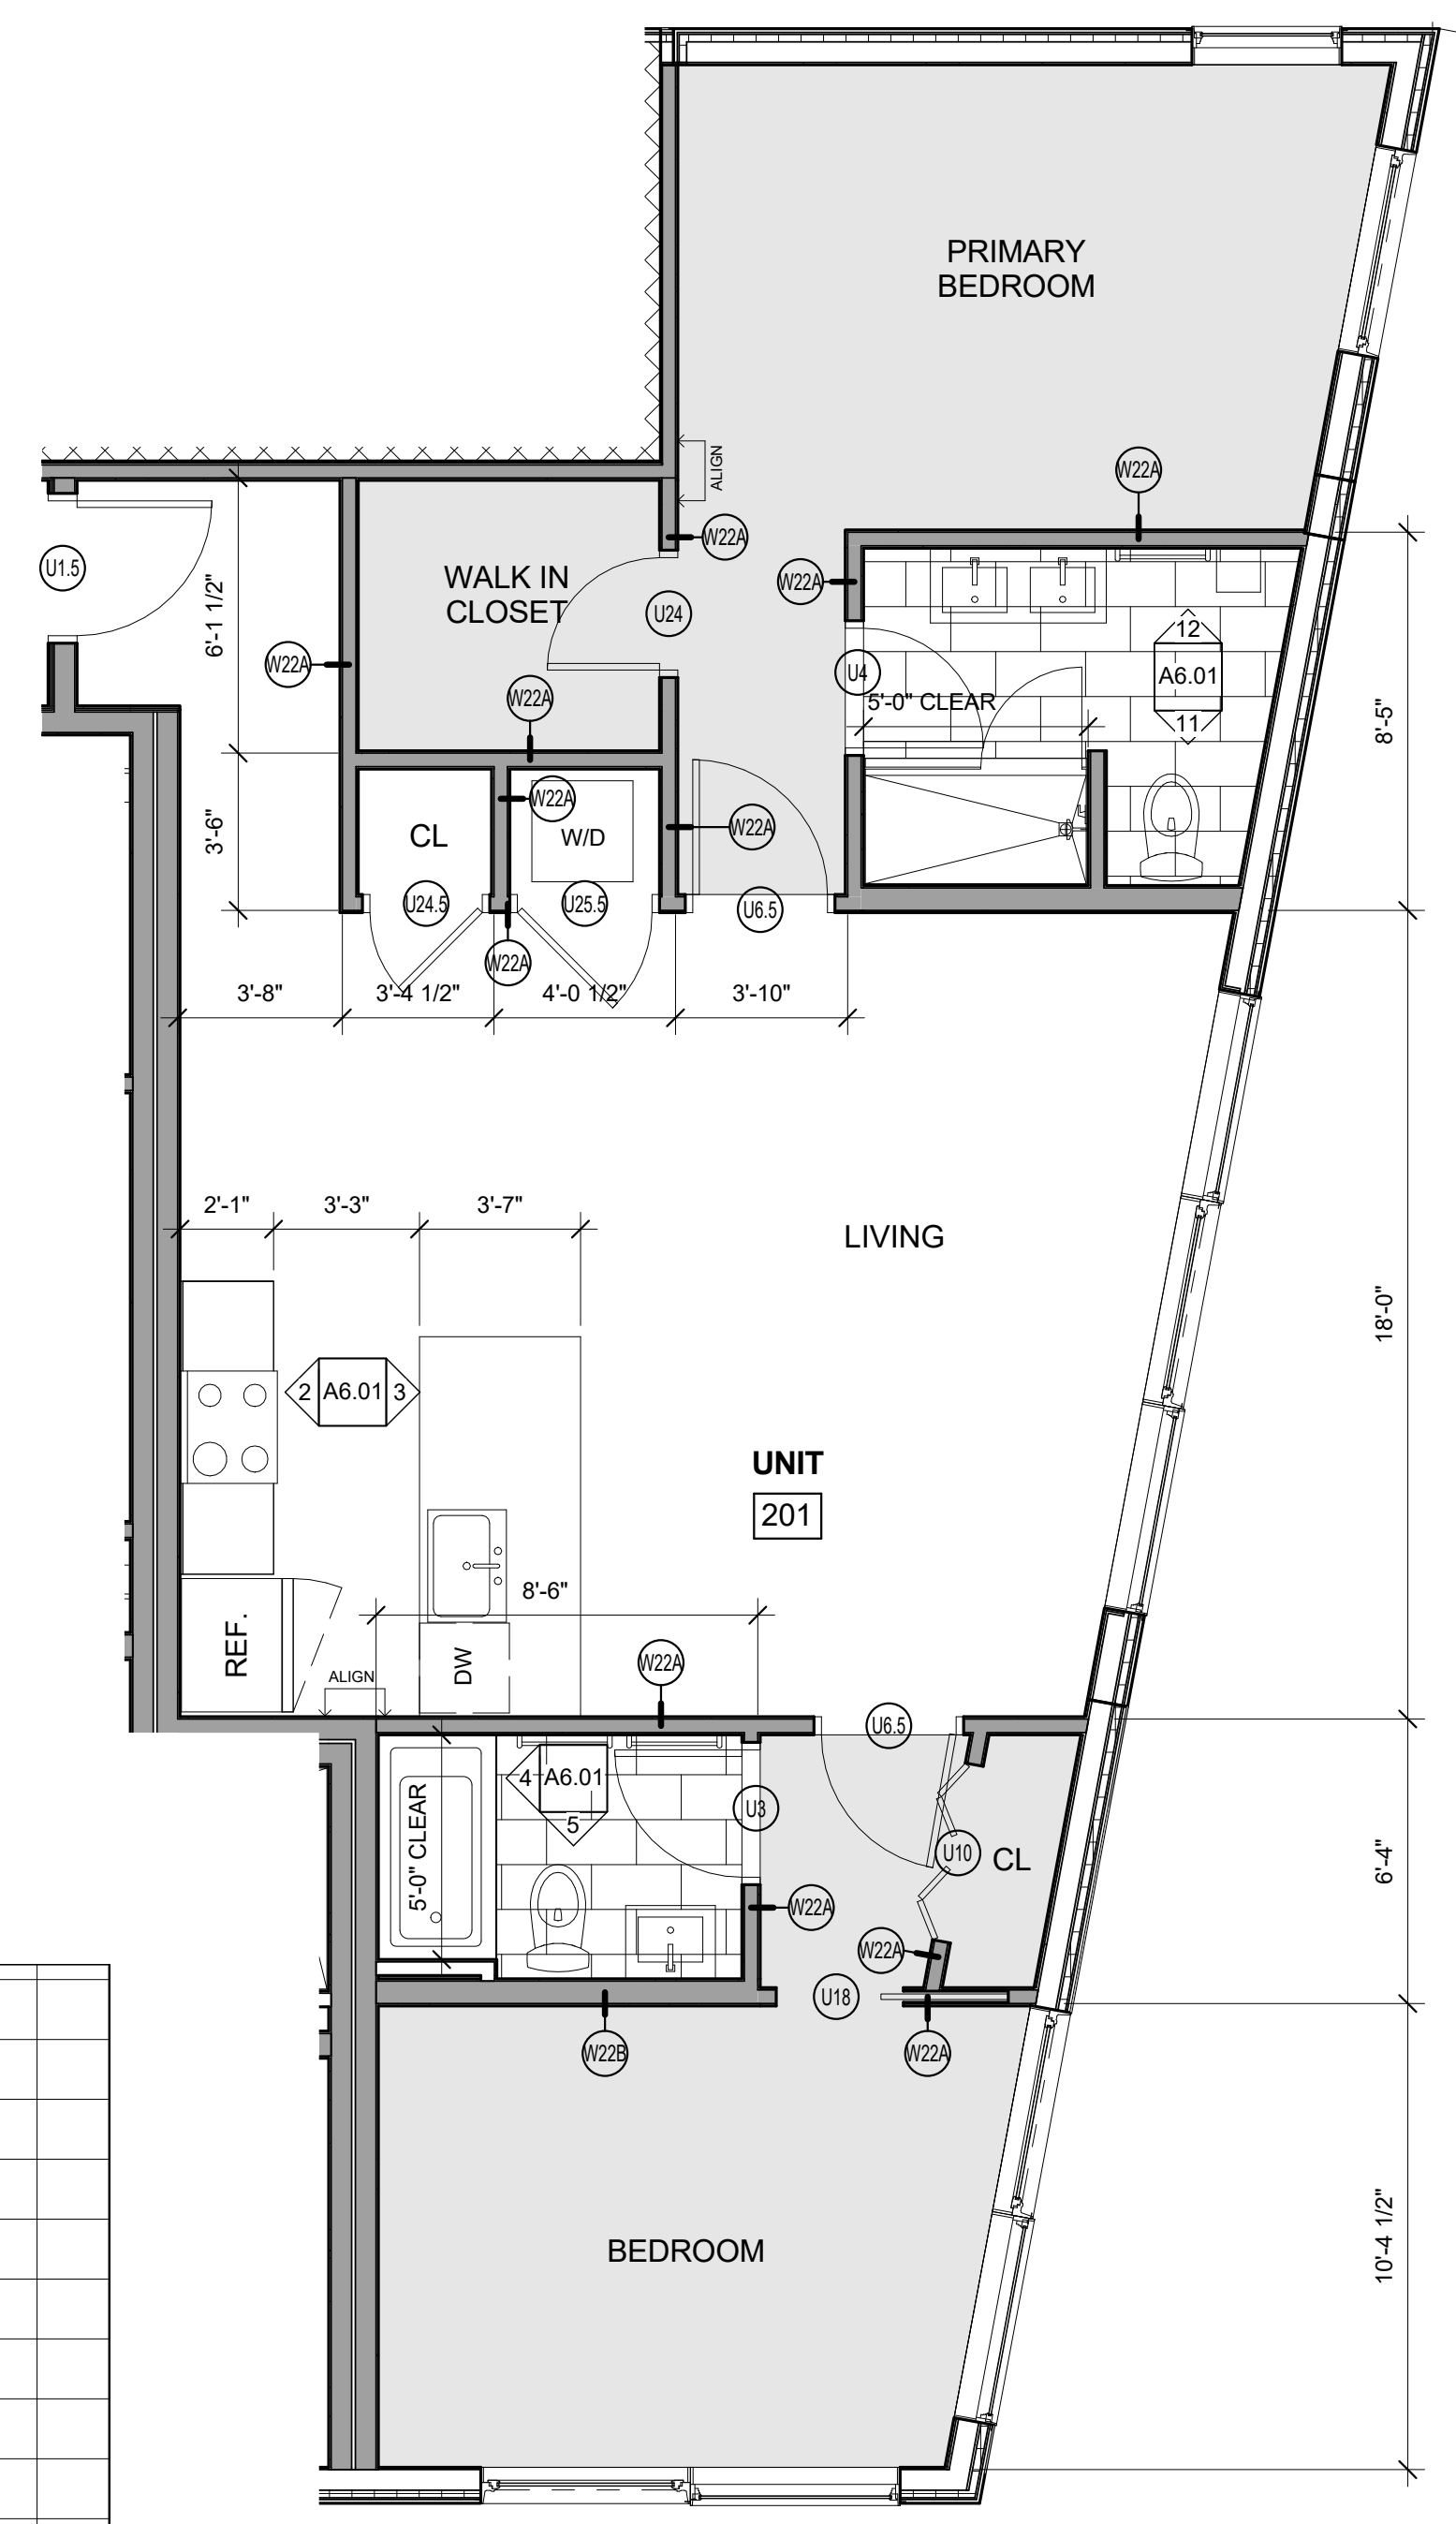 PRIMARY
BEDROOM
ALIGN
W22A
W22A
U1.5
6'-1 1/2"
WALK IN
CLOSET
U24
W22A
12
A6.01
11
W22A
U4
5'-0" CLEAR
8'-5"
W22A
W22A
W22A
3'-6"
CL
W/D
U24.5
U25.5
U6.5
W22A
3'-8"
3'-4 1/2"
4'-0 1/2"
3'-10"
2'-1"
3'-3"
3'-7"
LIVING
18'-0"
2
A6.01
3
UNIT
201
8'-6"
REF.
DW
ALIGN
W22A
U6.5
4
A6.01
5
5'-0" CLEAR
U3
U10
CL
6'-4"
W22A
W22A
U18
W22B
W22A
BEDROOM
10'-4 1/2"